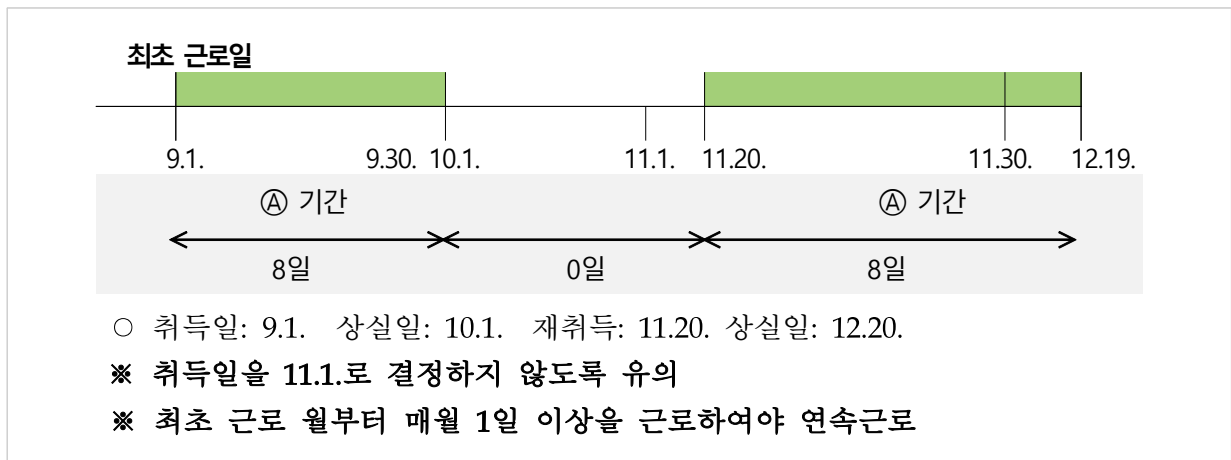 최초 근로일
9.1. 9.30. 10.1. 11.1. 11.20. 11.30. 12.19.
Ⓐ 기간 Ⓐ 기간
8일 0일 8일
○ 취득일: 9.1. 상실일: 10.1. 재취득: 11.20. 상실일: 12.20.
※ 취득일을 11.1.로 결정하지 않도록 유의
※ 최초 근로 월부터 매월 1일 이상을 근로하여야 연속근로